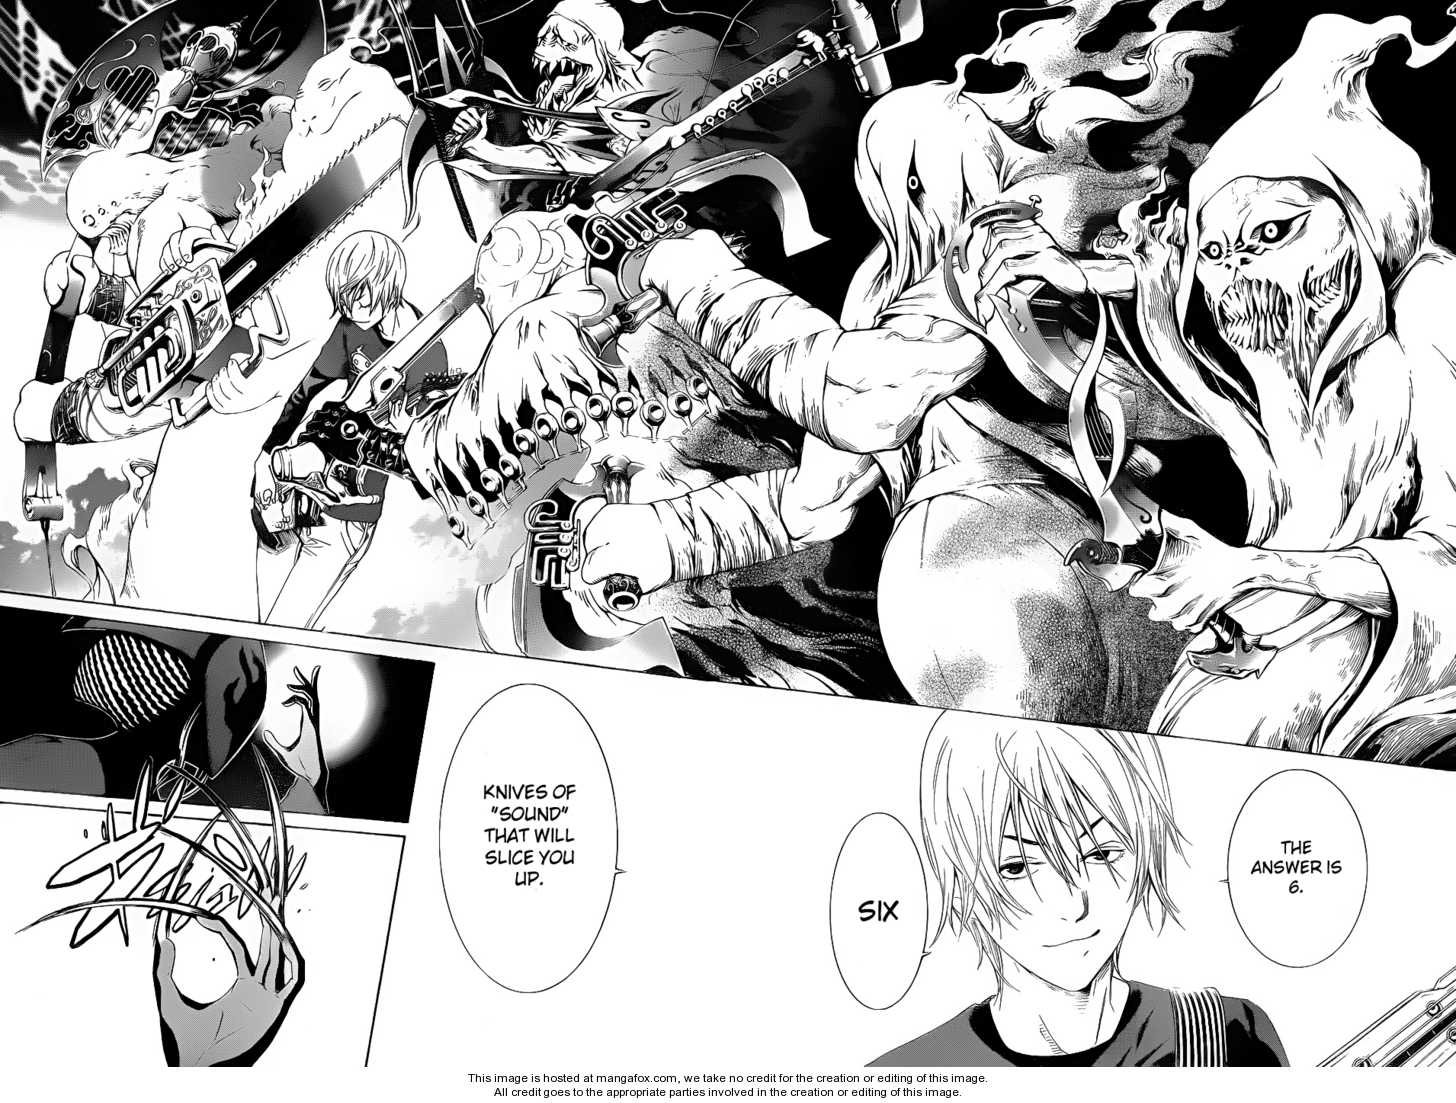 THE
ANSWER IS
6.
SIX
KNIVES OF
"SOUND"
THAT WILL
SLICE YOU
UP.
This image is hosted at mangafox.com, we take no credit for the creation or editing of this image.
All credit goes to the appropriate parties involved in the creation or editing of this image.